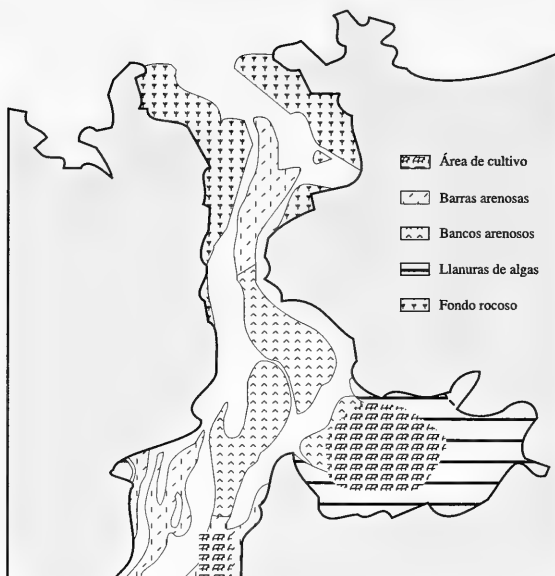 Área de cultivo
Barras arenosas
Bancos arenosos
Llanuras de algas
Fondo rocoso